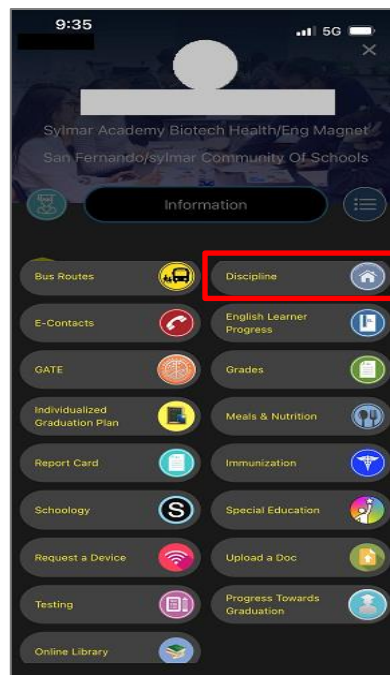 9:35
5G
Sylmar Academy Biotech Health/Eng Magnet
San Fernando/sylmar Community Of Schools
Information
Bus Routes
Discipline
E-Contacts
English Learner
Progress
GATE
Grades
Individualized
Graduation Plan
Meals & Nutrition
Report Card
Immunization
Schoology
S
Special Education
Request a Device
Upload a Doc
Testing
Progress Towards
Graduation
Online Library